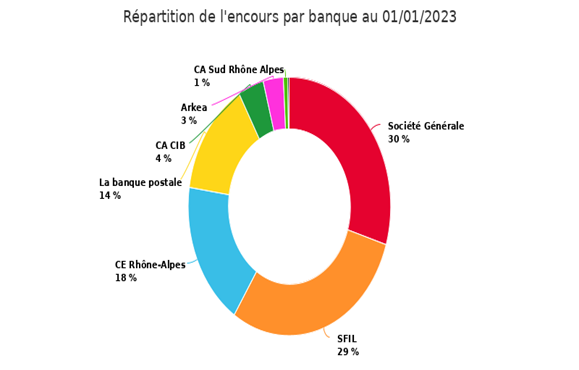 Répartition de l'encours par banque au 01/01/2023
CA Sud Rhône Alpes
1 %
Arkea
3 %
CA CIB
4 %
La banque postale
14 %
CE Rhône-Alpes
18 %
Société Générale
30 %
SFIL
29 %